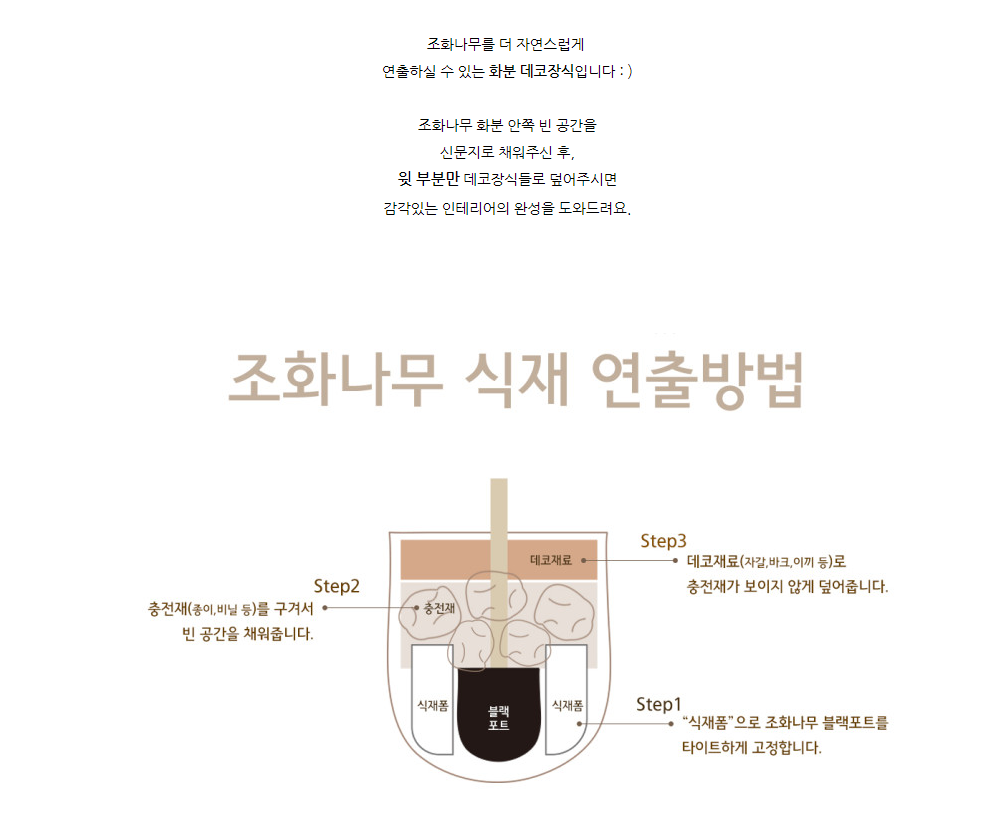 조화나무를 더 자연스럽게
연출하실 수 있는 화분 데코장식입니다 : )
조화나무 화분 안쪽 빈 공간을
신문지로 채워주신 후,
윗 부분만 데코장식들로 덮어주시면
감각있는 인테리어의 완성을 도와드려요.
조화나무 식재 연출방법
Step3
데코재료
데코재료(자갈,바크,이끼 등)로
충전재가 보이지 않게 덮어줍니다.
Step2
충전재(종이,비닐 등)를 구겨서
빈 공간을 채워줍니다.
충전재
식재폼
블랙
포트
식재폼
Step1
“식재폼”으로 조화나무 블랙포트를
타이트하게 고정합니다.